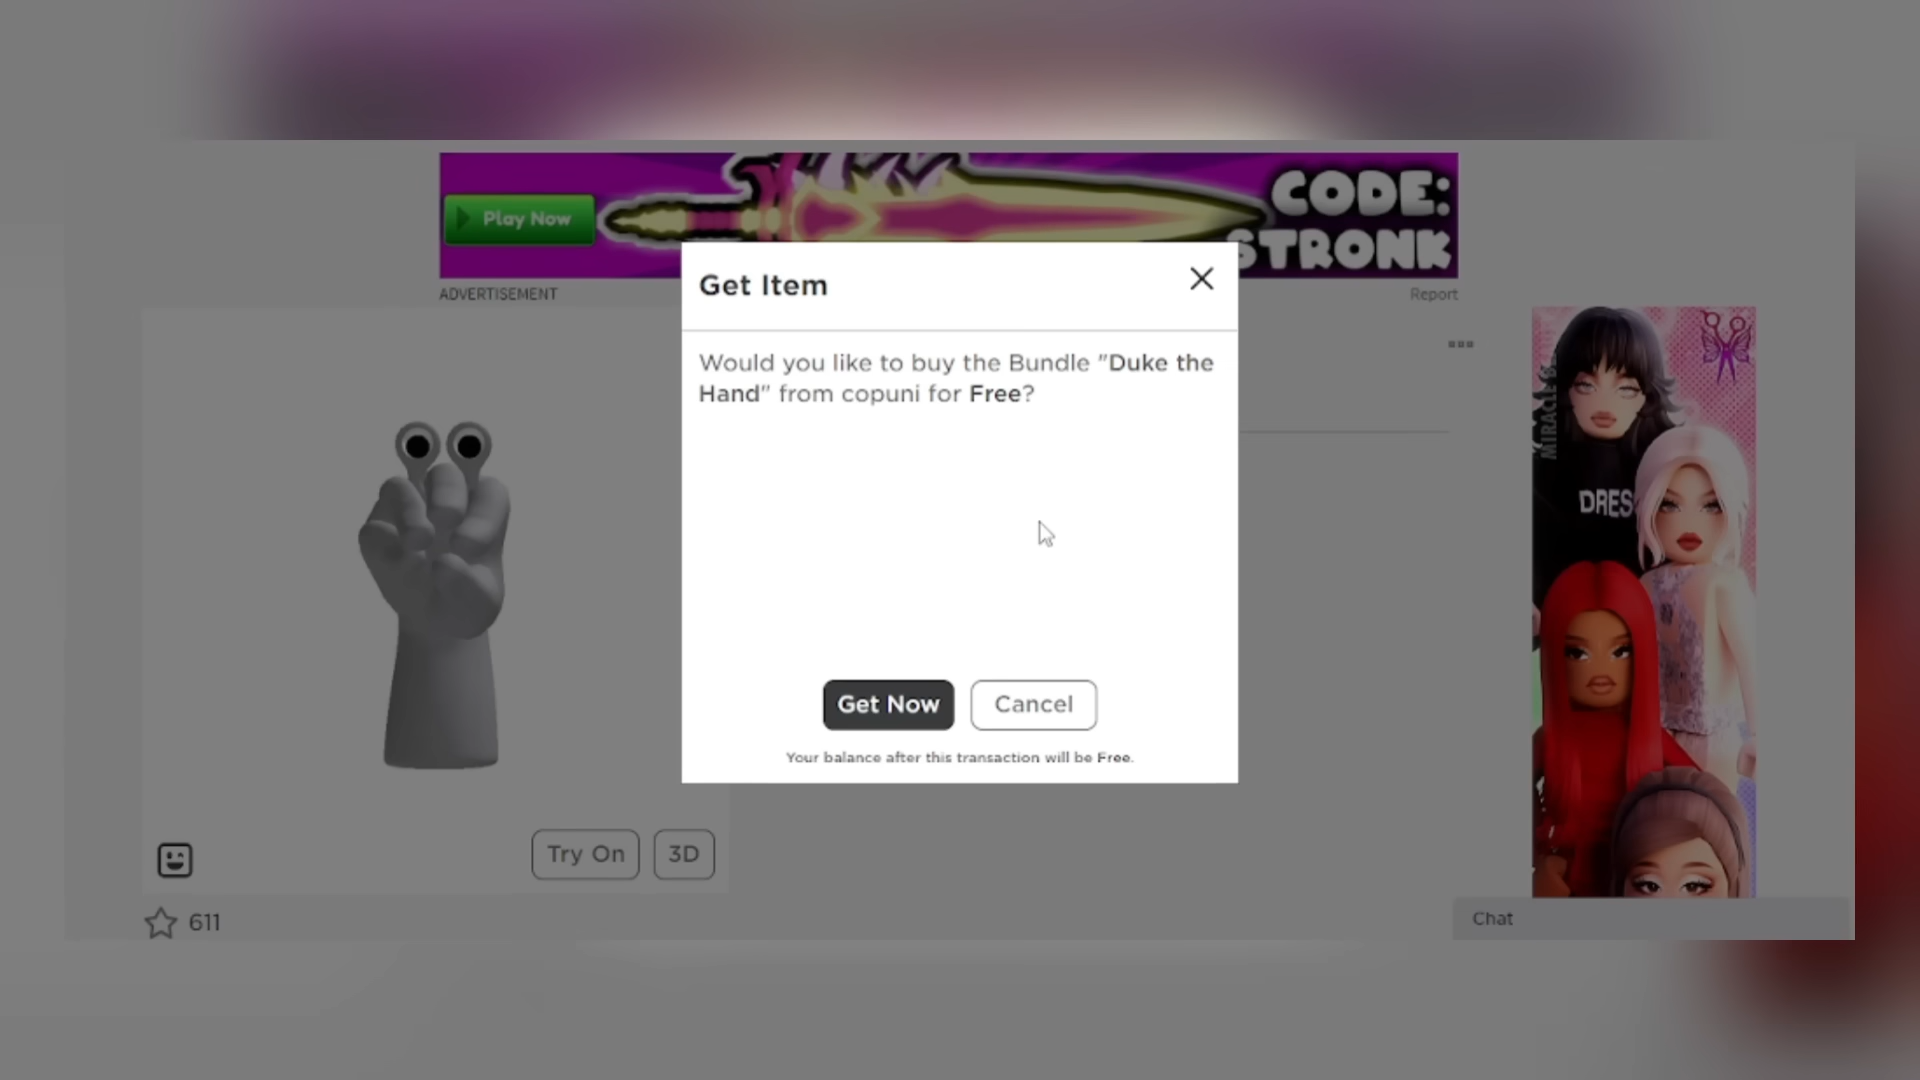 Play Now
CODE:
STRONK
ADVERTISEMENT
Report
Get Item
Would you like to buy the Bundle "Duke the
Hand" from copuni for Free?
Get Now
Cancel
Your balance after this transaction will be Free.
Try On
3D
611
MIRACLE
DRES
Chat